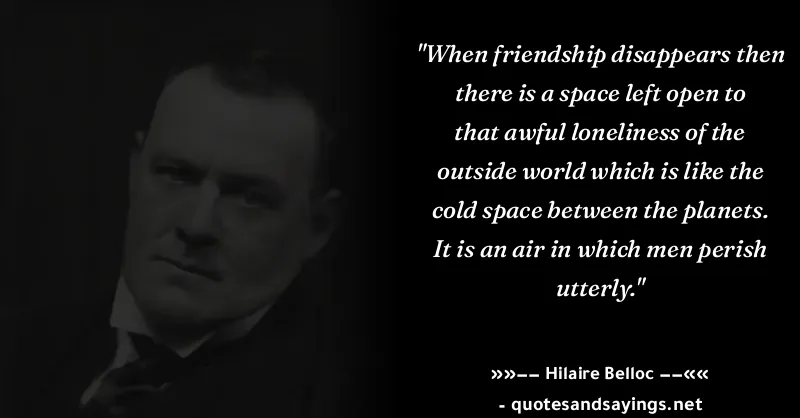 "When friendship disappears then
there is a space left open to
that awful loneliness of the
outside world which is like the
cold space between the planets.
It is an air in which men perish
utterly."
»»−− Hilaire Belloc −−««
- quotesandsayings.net